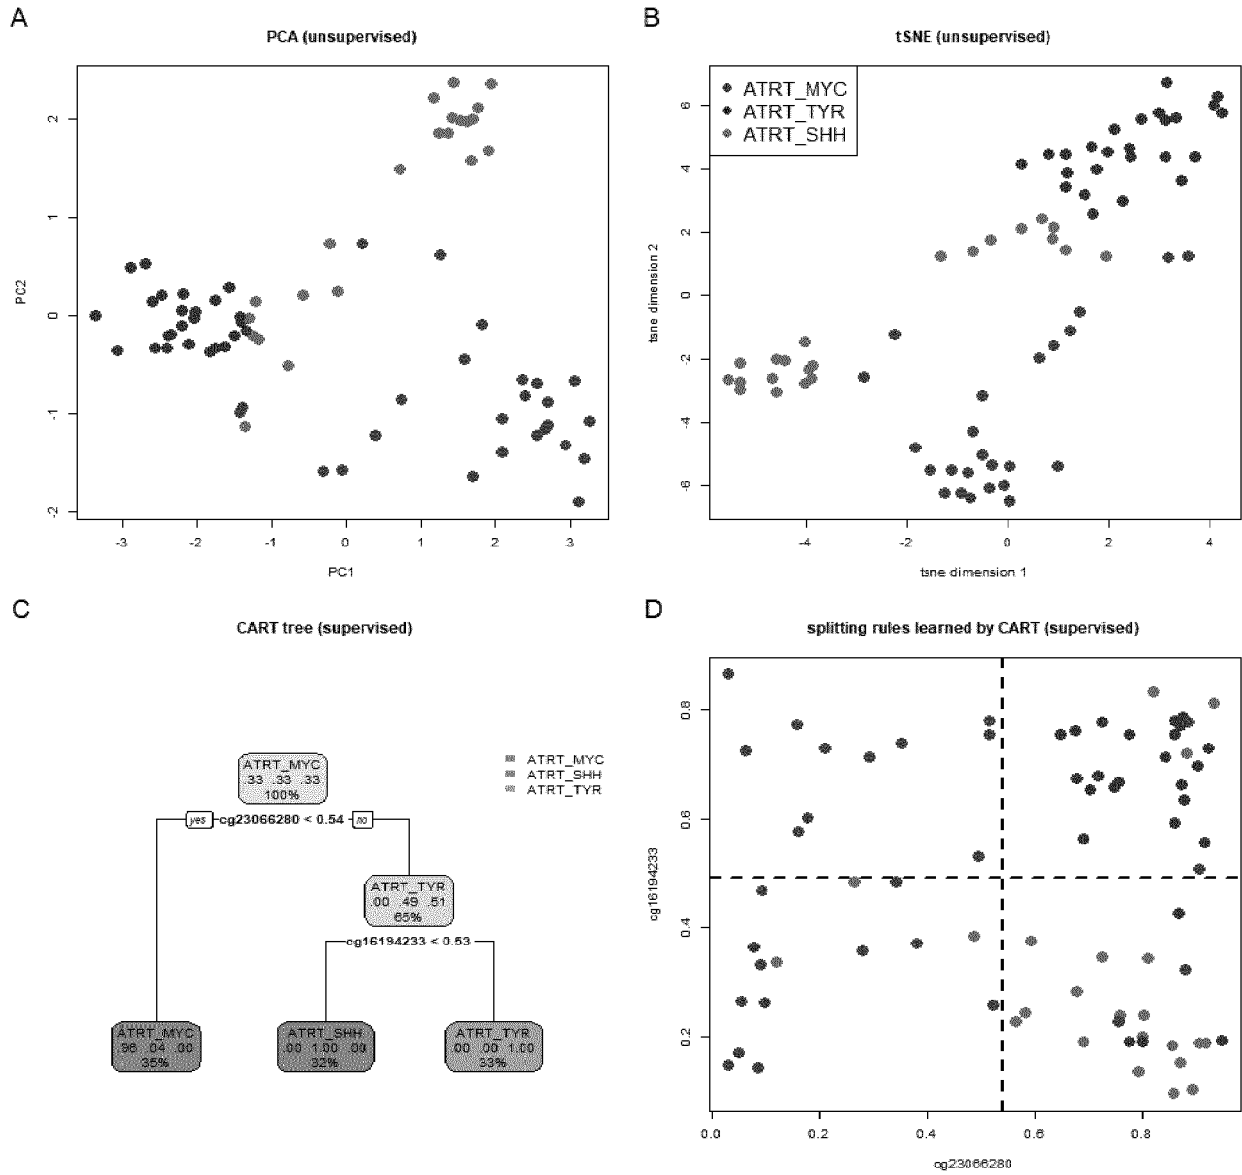 A
PCA (unsupervised)
PC2
2
1
0
-1
-2
-3
-2
-1
0
1
2
3
PC1
B
tSNE (unsupervised)
ATRT_MYC
ATRT_TYR
ATRT_SHH
tsne dimension 2
6
4
2
0
-2
-4
-6
-4
-2
0
2
4
tsne dimension 1
C
CART tree (supervised)
ATRT_MYC
.33 .33 .33
100%
ATRT_MYC
ATRT_SHH
ATRT_TYR
yes cg23066280 < 0.54 no
ATRT_TYR
.00 .49 .51
65%
cg16194233 < 0.53
ATRT_MYC
.96 .04 .00
35%
ATRT_SHH
.00 1.00 .00
32%
ATRT_TYR
.00 .00 1.00
33%
D
splitting rules learned by CART (supervised)
cg16194233
0.8
0.6
0.4
0.2
0.0
0.2
0.4
0.6
0.8
cg23066280